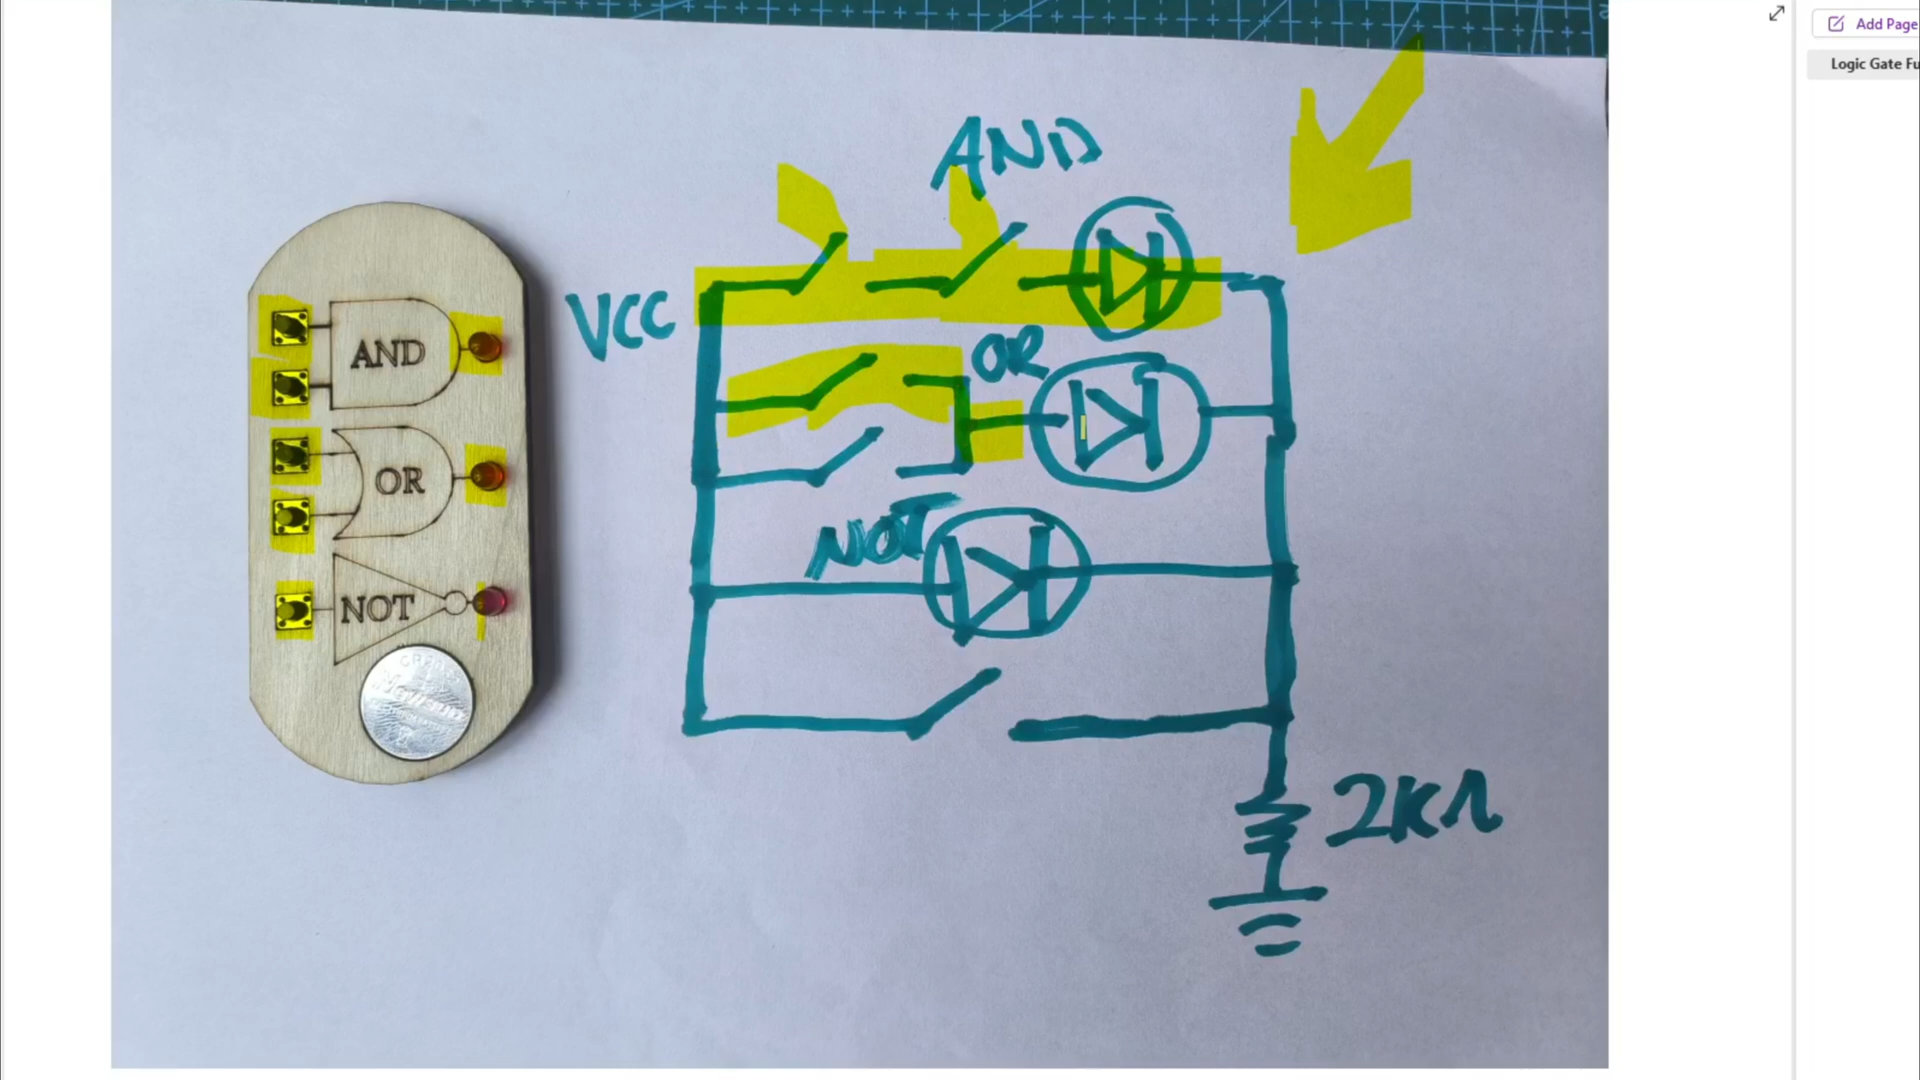 Add Page
Logic Gate Fu
AND
VCC
OR
NOT
2KΩ
AND
OR
NOT